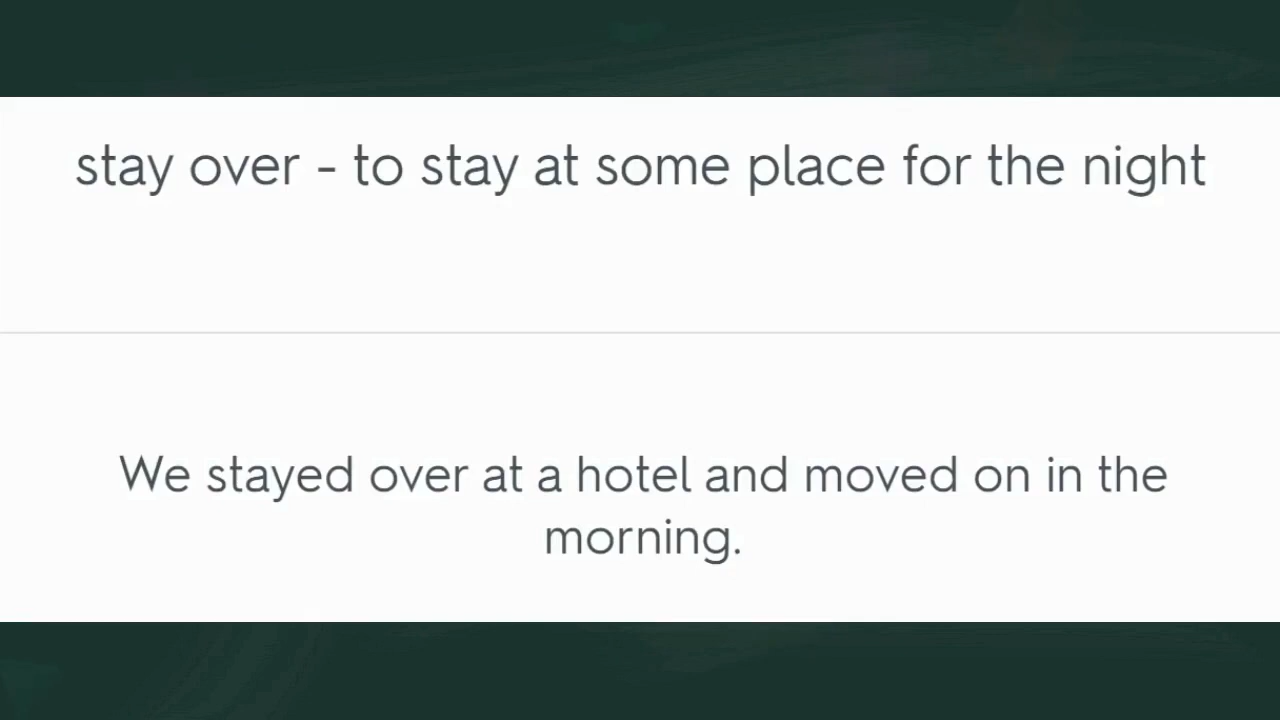 stay over - to stay at some place for the night
We stayed over at a hotel and moved on in the
morning.